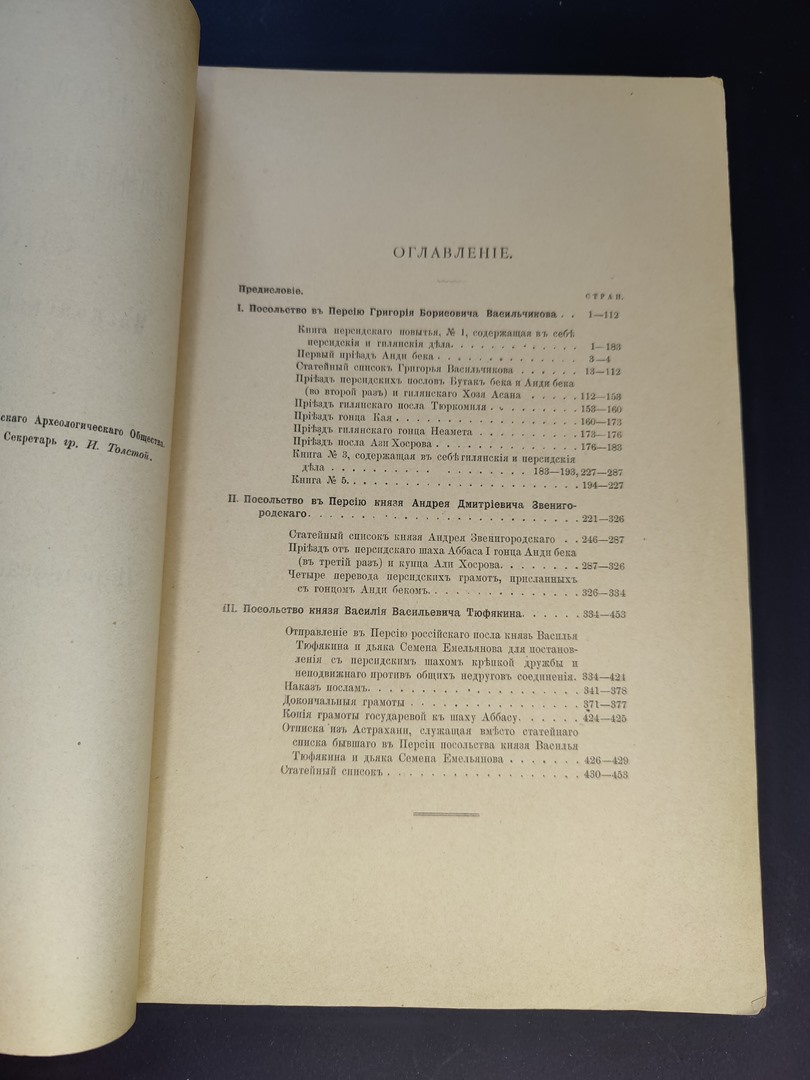 скаго Археологическаго Общества.
Секретарь гр. И. Толстой.
ОГЛАВЛЕНІЕ.
Предисловіе.
СТРАН.
I. Посольство въ Персію Григорія Борисовича Васильчикова . . 1—112
Книга персидскаго повытья, № 1, содержащая въ себѣ
персидскія и гилянскія дѣла. . . . . . . . . . . 1—183
Первый пріѣздъ Анди бека . . . . . . . . . . . . . 3—4
Статейный списокъ Григорья Васильчикова . . . . . . 13—112
Пріѣздъ персидскихъ пословъ Бутакъ бека и Анди бека
(во второй разъ) и гилянскаго Хозя Асана . . . . . 112—153
Пріѣздъ гилянскаго посла Тюркомиля . . . . . . . . 153—160
Пріѣздъ гонца Кая . . . . . . . . . . . . . . . . 160—173
Пріѣздъ гилянскаго гонца Неамета . . . . . . . . . 173—176
Пріѣздъ посла Ази Хосрова . . . . . . . . . . . . . 176—183
Книга № 3, содержащая въ себѣ гилянскія и персидскія
дѣла . . . . . . . . . . . . . . . . . 183—193, 227—287
Книга № 5. . . . . . . . . . . . . . . . . . . . . 194—227
II. Посольство въ Персію князя Андрея Дмитріевича Звениго-
родскаго. . . . . . . . . . . . . . . . . . . . . . . . . 221—326
Статейный списокъ князя Андрея Звенигородскаго . . 246—287
Пріѣздъ отъ персидскаго шаха Аббаса I гонца Анди бека
(въ третій разъ) и купца Али Хосрова. . . . . . . . 287—326
Четыре перевода персидскихъ грамотъ, присланныхъ
съ гонцомъ Анди бекомъ. . . . . . . . . . . . . . 326—334
III. Посольство князя Василія Васильевича Тюфякина. . . . . . 334—453
Отправленіе въ Персію россійскаго посла князь Василья
Тюфякина и дьяка Семена Емельянова для постанов-
ленія съ персидскимъ шахомъ крѣпкой дружбы и
неподвижнаго противъ общихъ недруговъ соединенія. 334—424
Наказъ посламъ. . . . . . . . . . . . . . . . . . . 341—378
Докончальныя грамоты . . . . . . . . . . . . . . . 371—377
Копія грамоты государевой къ шаху Аббасу. . . . . . 424—425
Отписка изъ Астрахани, служащая вмѣсто статейнаго
списка бывшаго въ Персіи посольства князя Василья
Тюфякина и дьяка Семена Емельянова . . . . . . . 426—429
Статейный списокъ . . . . . . . . . . . . . . . . . 430—453